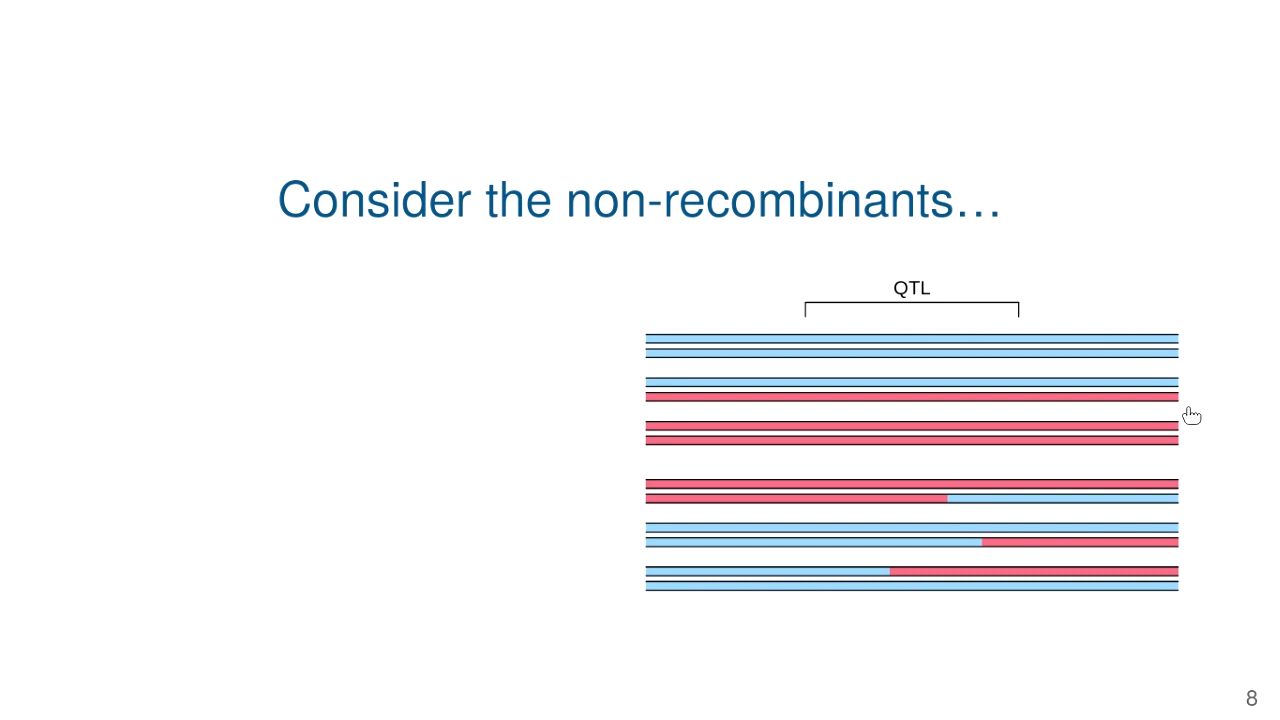 Consider the non-recombinants…
QTL
8